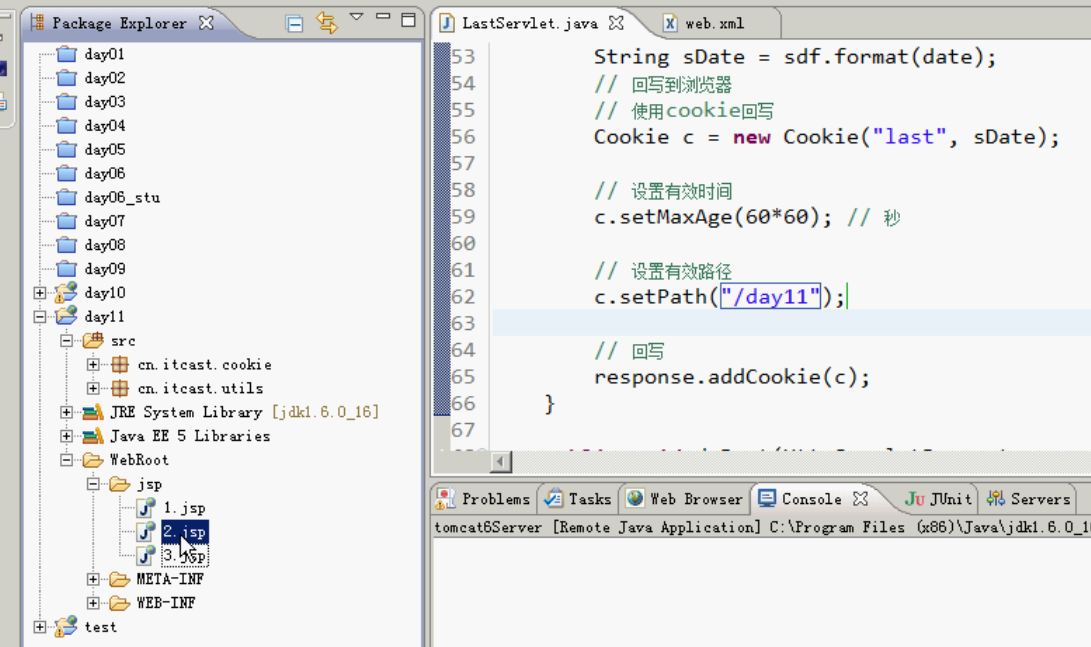 Package Explorer
day01
day02
day03
day04
day05
day06
day06_stu
day07
day08
day09
day10
day11
src
cn.itcast.cookie
cn.itcast.utils
JRE System Library [jdk1.6.0_16]
Java EE 5 Libraries
WebRoot
jsp
1.jsp
2.jsp
3.jsp
META-INF
WEB-INF
test
LastServlet.java web.xml
53 String sDate = sdf.format(date);
54 // 回写到浏览器
55 // 使用cookie回写
56 Cookie c = new Cookie("last", sDate);
57
58 // 设置有效时间
59 c.setMaxAge(60*60); // 秒
60
61 // 设置有效路径
62 c.setPath("/day11");
63
64 // 回写
65 response.addCookie(c);
66 }
67
Problems Tasks Web Browser Console JUnit Servers
tomcat6Server [Remote Java Application] C:\Program Files (x86)\Java\jdk1.6.0_1